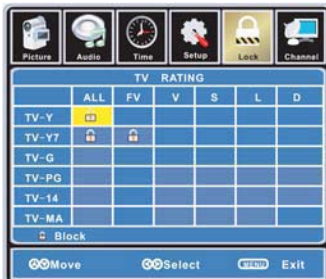 Picture Audio Time Setup Lock Channel
TV RATING
ALL FV V S L D
TV-Y
TV-Y7
TV-G
TV-PG
TV-14
TV-MA
Block
Move Select MENU Exit